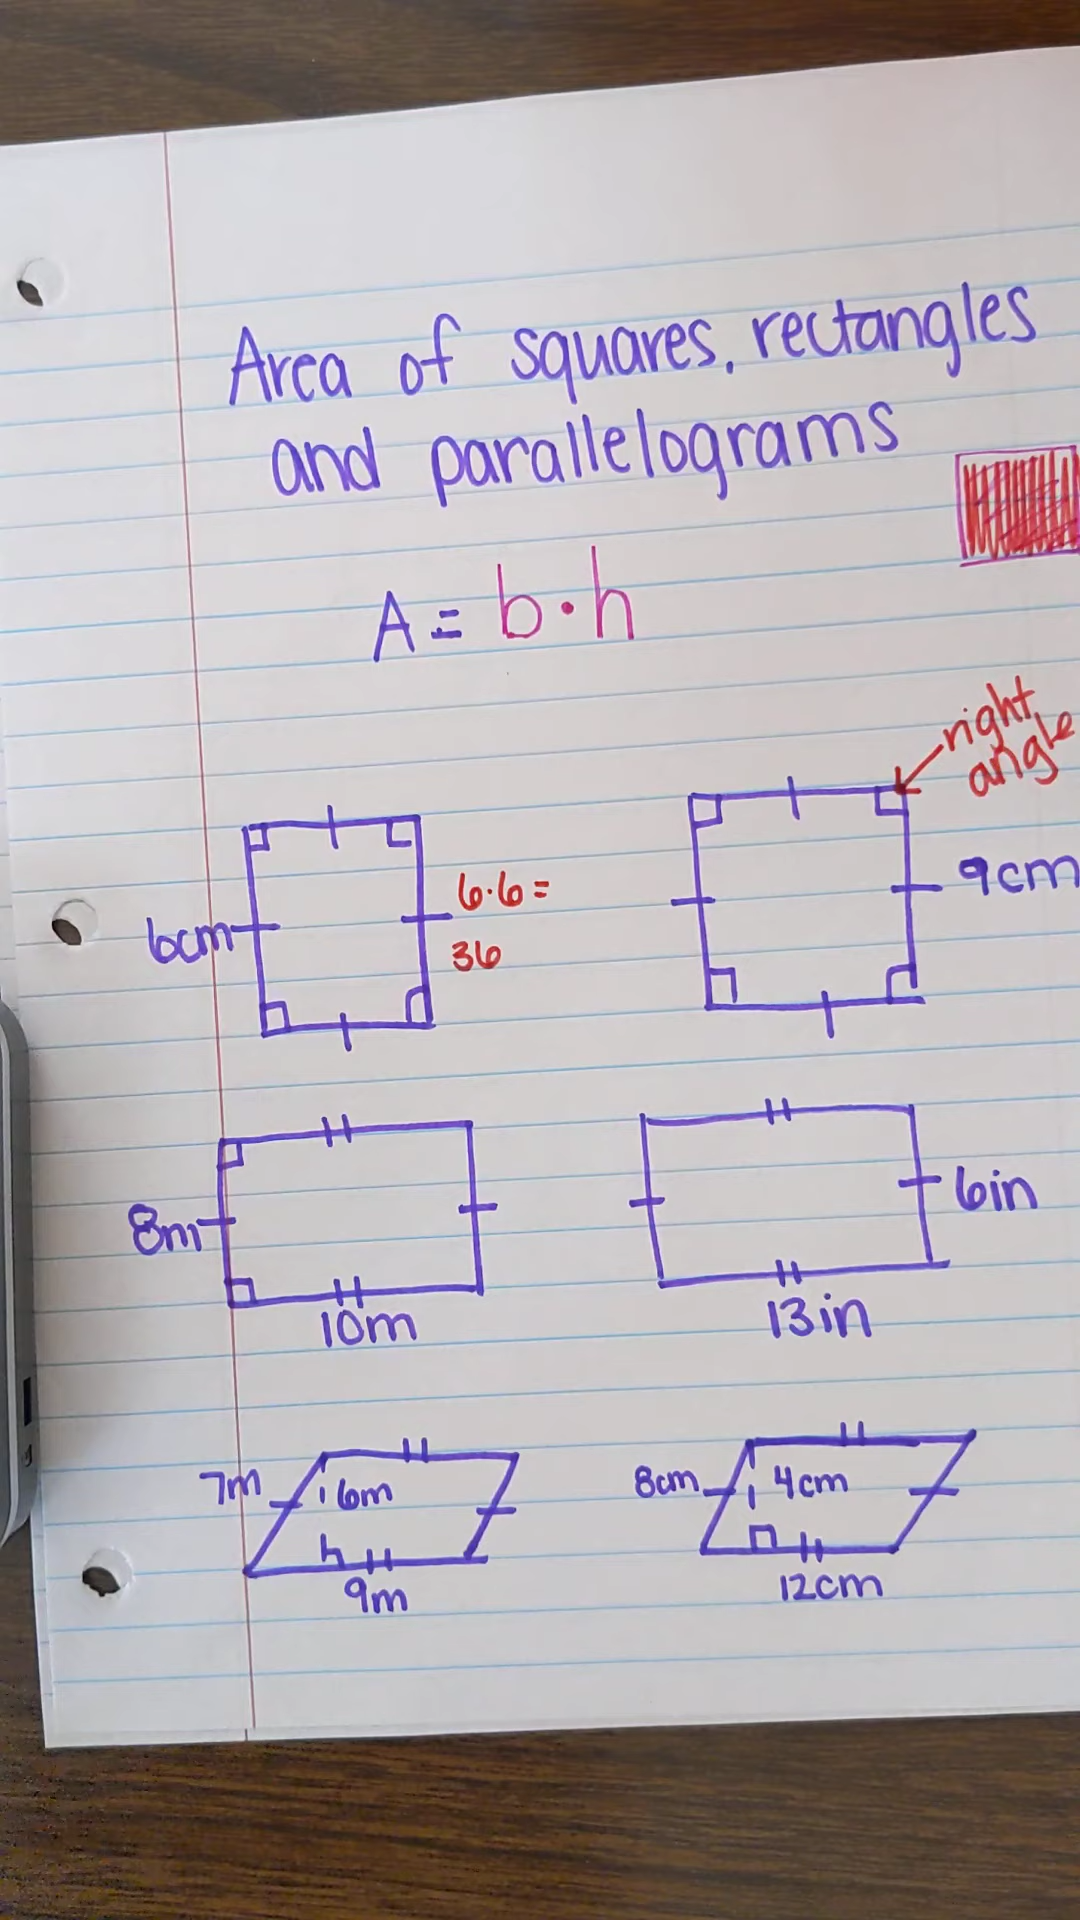 Area of squares, rectangles
and parallelograms
A = b·h
right
angle
6cm
6·6 =
36
9cm
8m
10m
6in
13in
7m
6m
9m
8cm
4cm
12cm